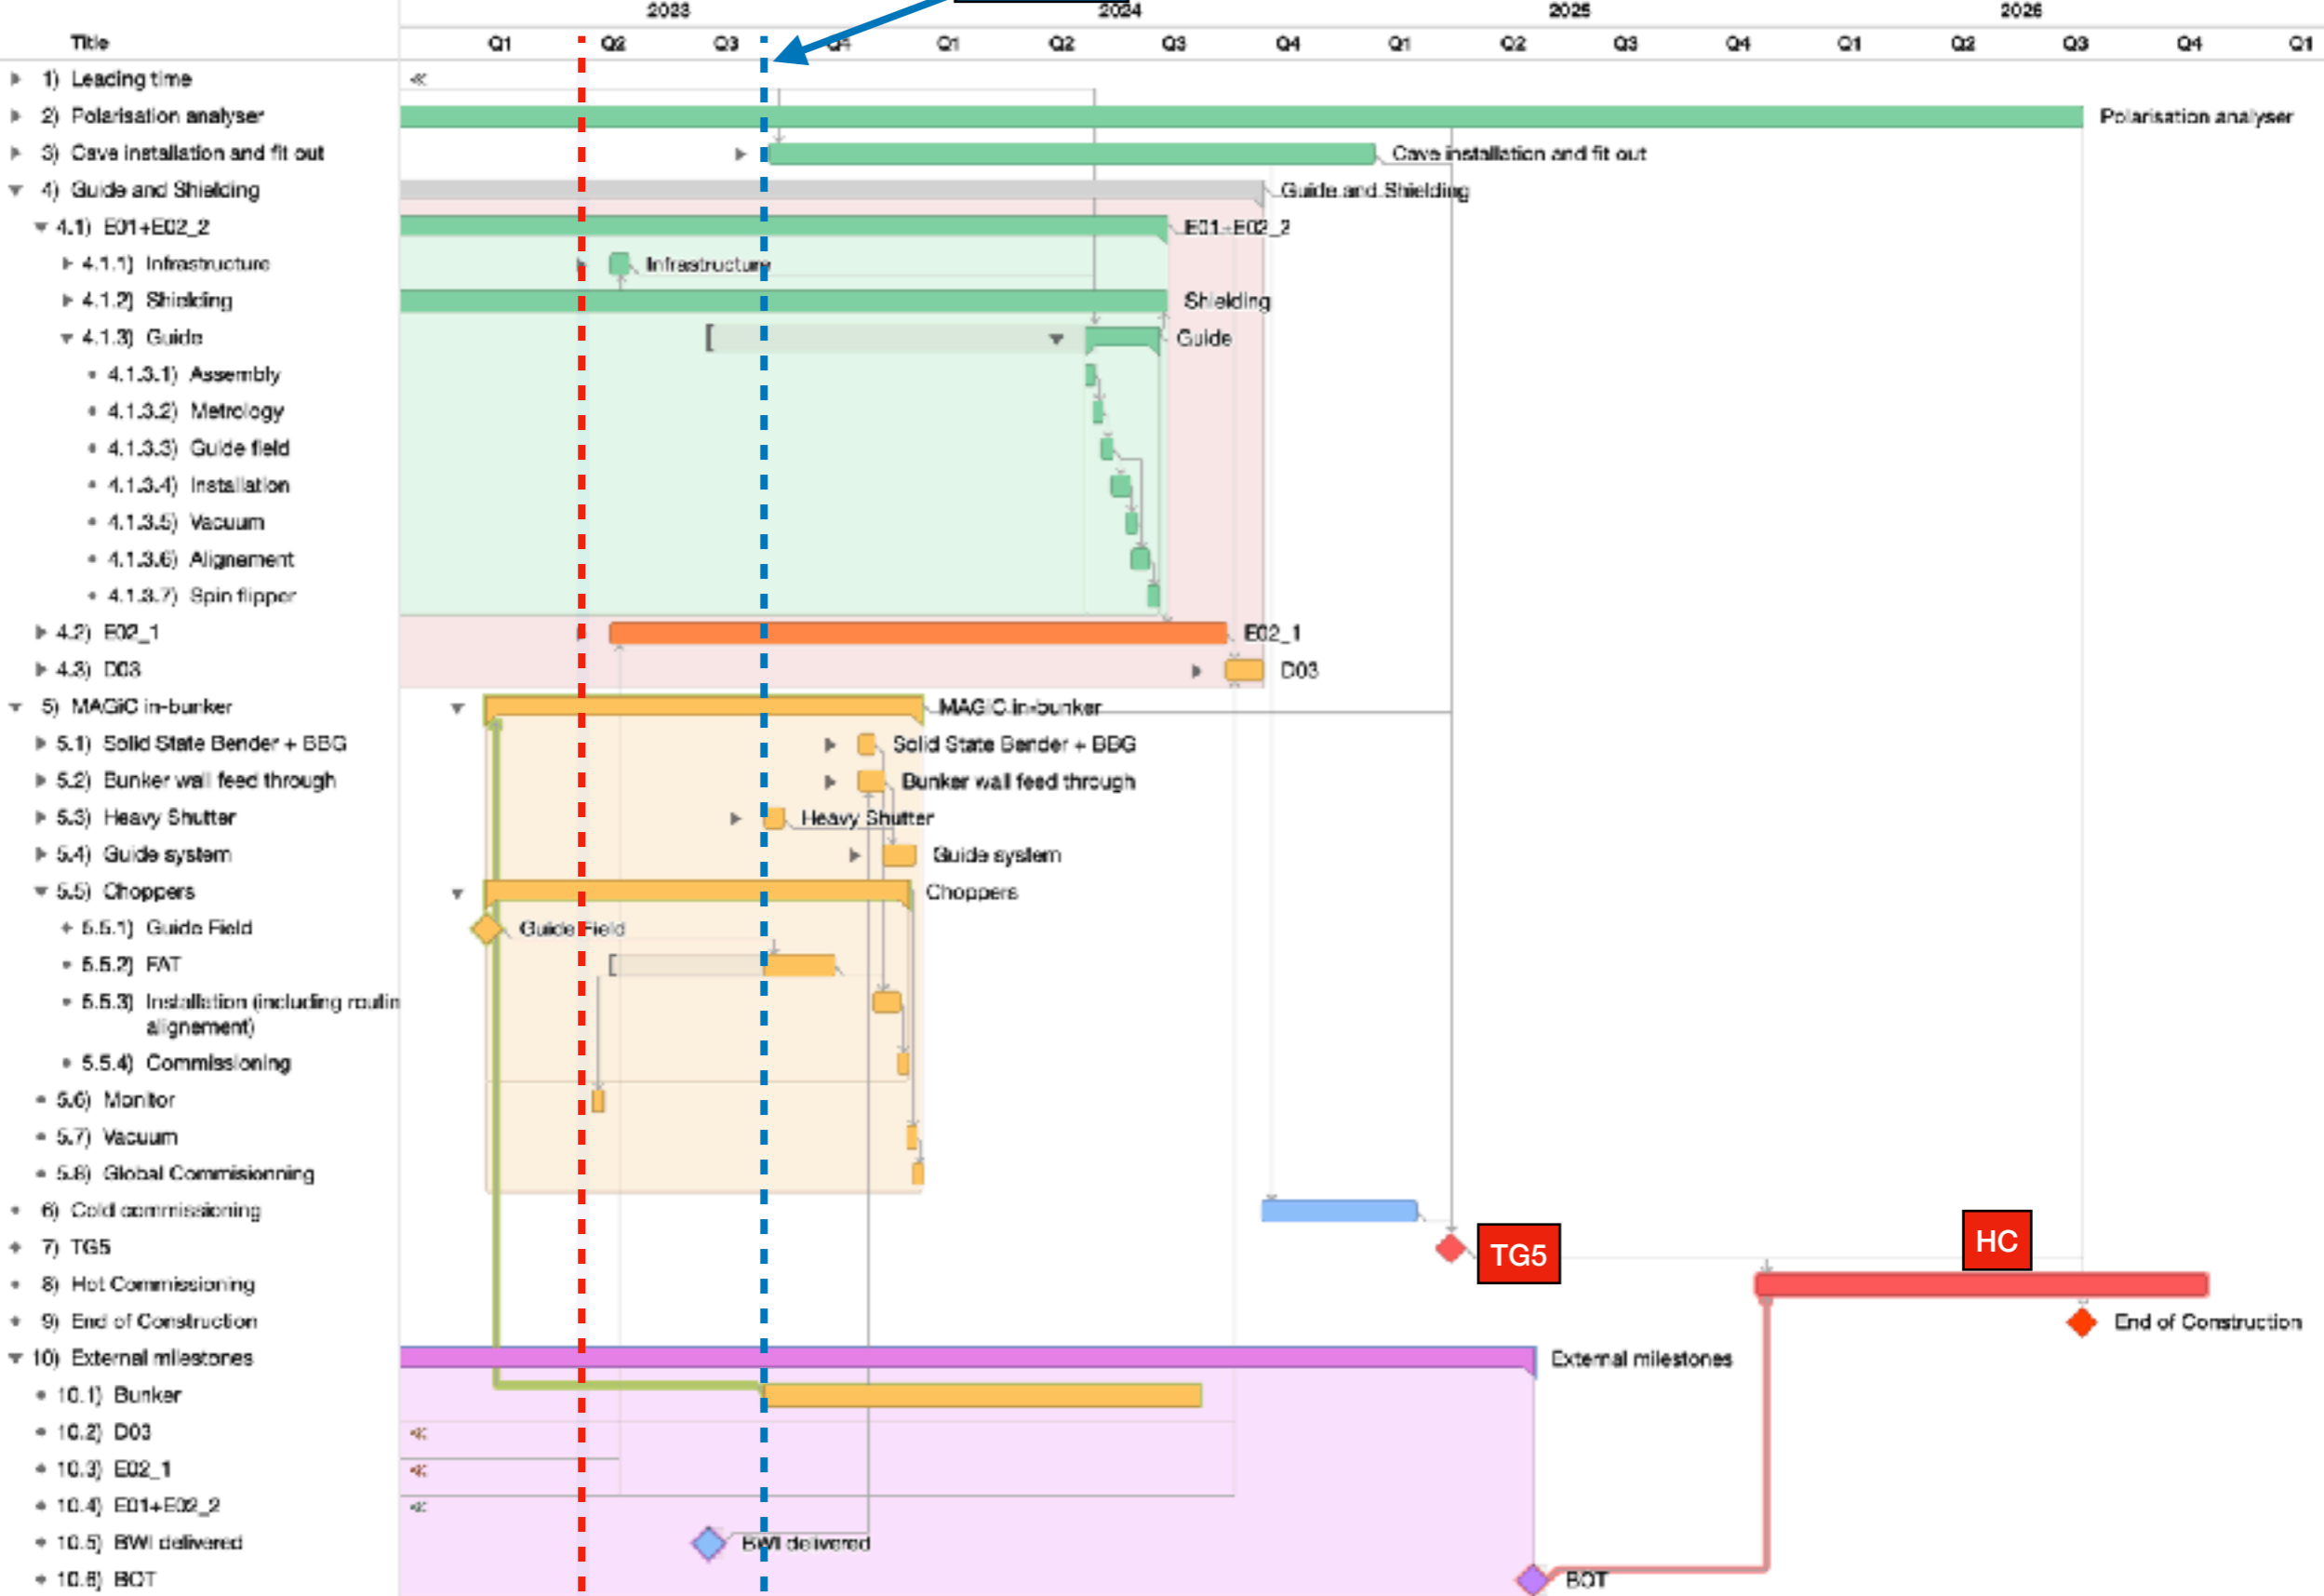 2023 2024 2025 2026
Title Q1 Q2 Q3 Q4 Q1 Q2 Q3 Q4 Q1 Q2 Q3 Q4 Q1 Q2 Q3 Q4 Q1
1) Leading time
2) Polarisation analyser Polarisation analyser
3) Cave installation and fit out Cave installation and fit out
4) Guide and Shielding Guide and Shielding
4.1) E01+E02_2 E01+E02_2
4.1.1) Infrastructure Infrastructure
4.1.2) Shielding Shielding
4.1.3) Guide Guide
4.1.3.1) Assembly
4.1.3.2) Metrology
4.1.3.3) Guide field
4.1.3.4) Installation
4.1.3.5) Vacuum
4.1.3.6) Alignement
4.1.3.7) Spin flipper
4.2) E02_1 E02_1
4.3) D03 D03
5) MAGiC in-bunker MAGiC in-bunker
5.1) Solid State Bender + BBG Solid State Bender + BBG
5.2) Bunker wall feed through Bunker wall feed through
5.3) Heavy Shutter Heavy Shutter
5.4) Guide system Guide system
5.5) Choppers Choppers
5.5.1) Guide Field Guide Field
5.5.2) FAT
5.5.3) Installation (including routin
alignement)
5.5.4) Commissioning
5.6) Monitor
5.7) Vacuum
5.8) Global Commisionning
6) Cold commissioning
7) TG5 TG5
HC
8) Hot Commissioning
9) End of Construction End of Construction
10) External milestones External milestones
10.1) Bunker
10.2) D03
10.3) E02_1
10.4) E01+E02_2
10.5) BWI delivered BWI delivered
10.6) BOT BOT